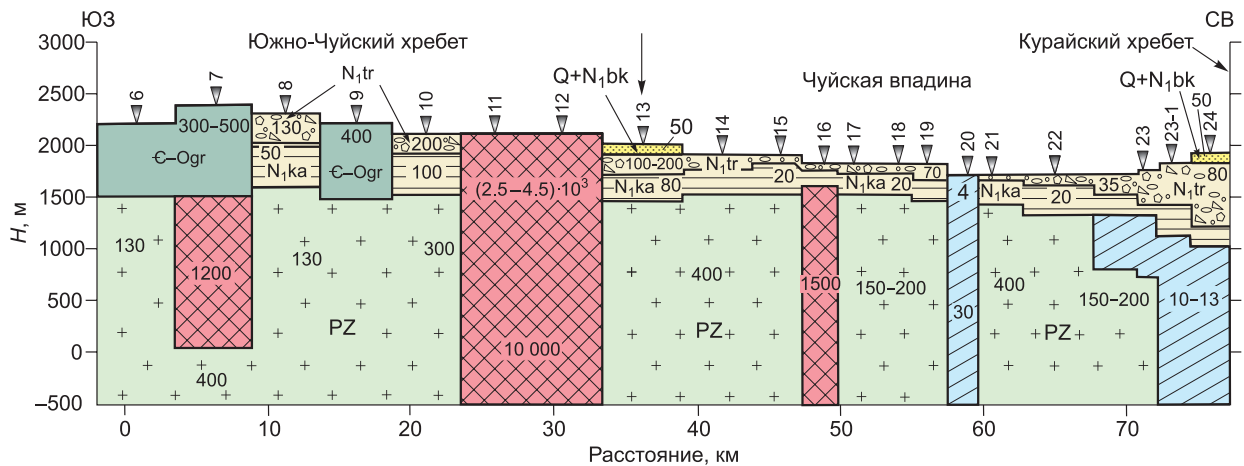 ЮЗ
СВ
Южно-Чуйский хребет
Курайский хребет
N₁tr
Q+N₁bk
Чуйская впадина
Q+N₁bk
6 7 8 9 10 11 12 13 14 15 16 17 18 19 20 21 22 23 23-1 24
3000
2500
2000
1500
1000
500
0
–500
H, м
300–500
Є–Ogr
130
50
N₁ka
400
Є–Ogr
200
100
(2.5–4.5)·10³
50
100-200
N₁ka 80
N₁tr
20
N₁ka 20
70
4
N₁ka
20
35
N₁tr
50
80
130
1200
130
300
400
1500
150–200
30
400
150–200
10–13
PZ
10 000
PZ
PZ
400
0 10 20 30 40 50 60 70
Расстояние, км